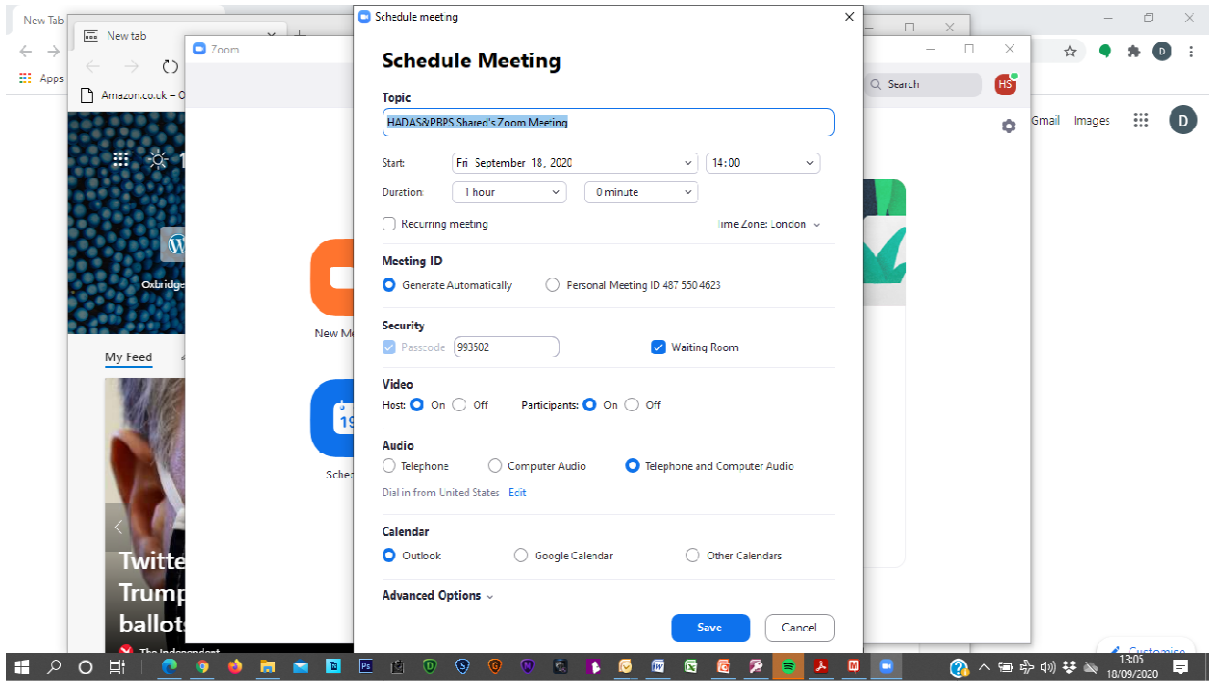 New Tab
Apps
New tab
Amazon.co.uk – O
1
Oxbridge
My Feed
Twitte
Trump
ballots
The Independent
Zoom
New Me
19
Sched
Search
HS
Gmail Images
D
D
Customise
Schedule meeting
Schedule Meeting
Topic
HADAS&PBPS Shared's Zoom Meeting
Start: Fri September 18, 2020 14:00
Duration: 1 hour 0 minute
Recurring meeting Time Zone: London
Meeting ID
Generate Automatically Personal Meeting ID 487 550 4623
Security
Passcode 993502 Waiting Room
Video
Host: On Off Participants: On Off
Audio
Telephone Computer Audio Telephone and Computer Audio
Dial in from United States Edit
Calendar
Outlook Google Calendar Other Calendars
Advanced Options
Save Cancel
13:05
18/09/2020